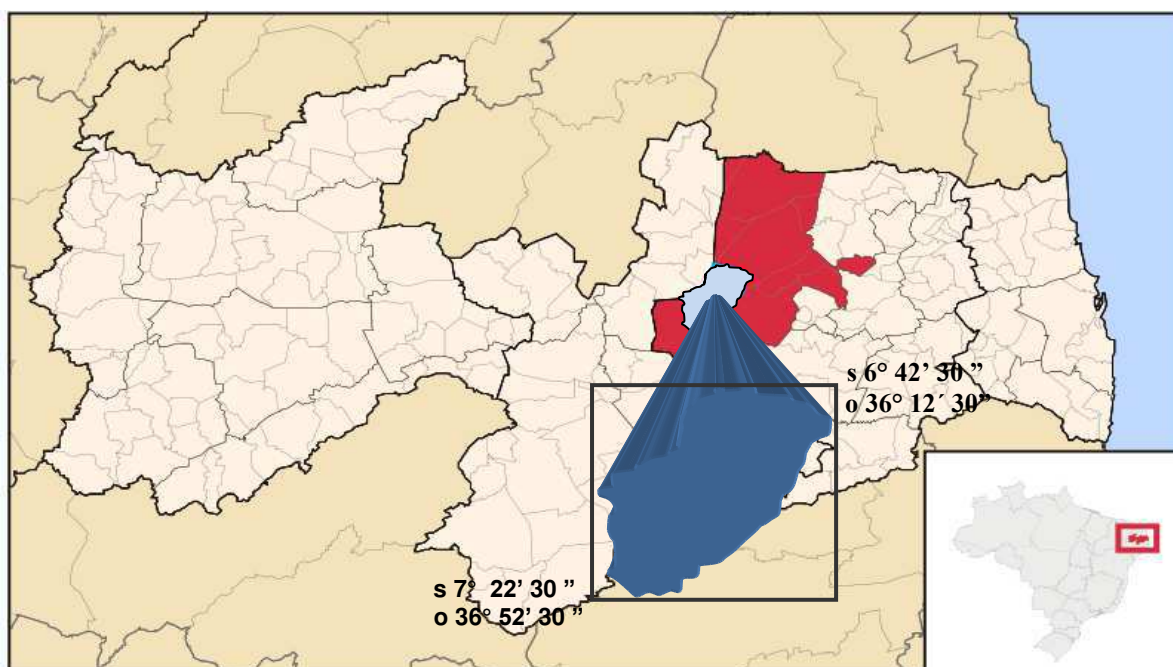 s 6° 42’ 30 ”
o 36° 12´ 30”
s 7° 22’ 30 ”
o 36° 52’ 30 ”